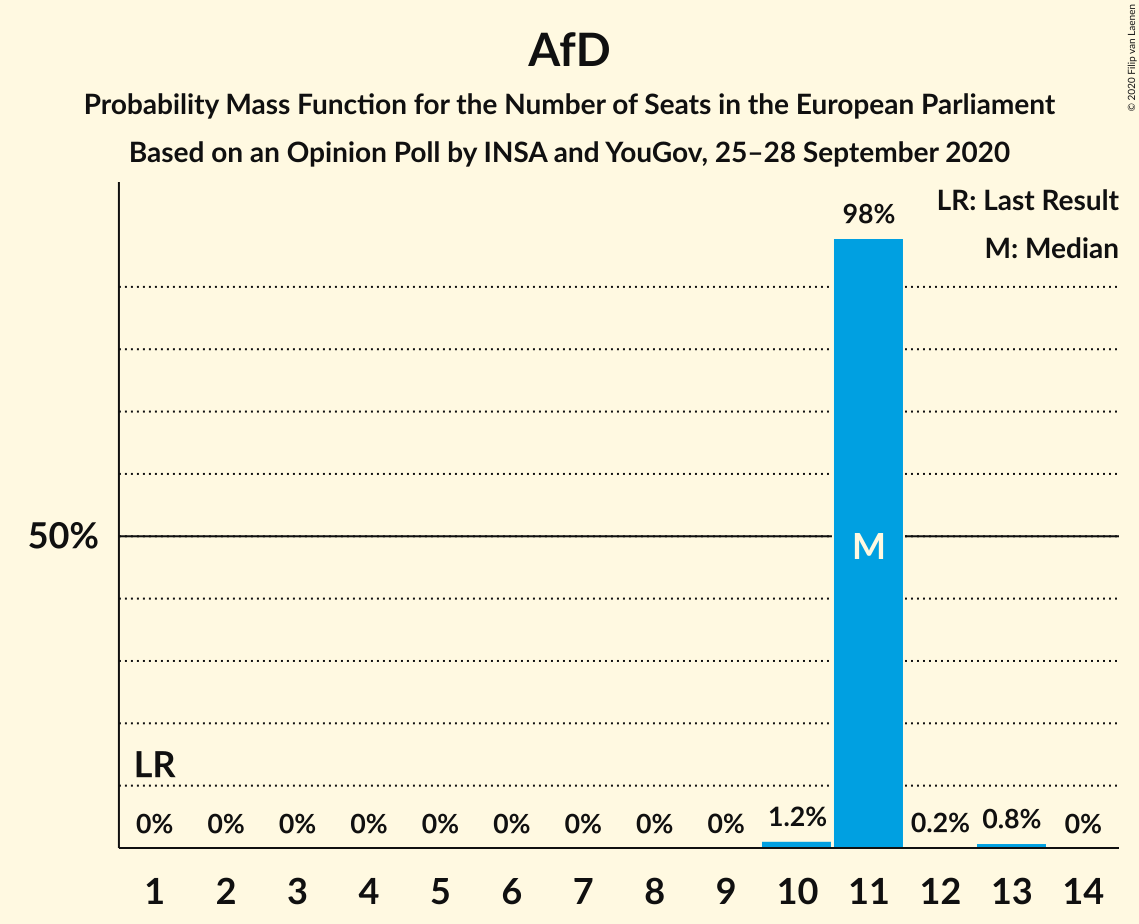 AfD
Probability Mass Function for the Number of Seats in the European Parliament
Based on an Opinion Poll by INSA and YouGov, 25–28 September 2020
© 2020 Filip van Laenen
LR: Last Result
M: Median
98%
50%
M
LR
0% 0% 0% 0% 0% 0% 0% 0% 0% 1.2% 0.2% 0.8% 0%
1 2 3 4 5 6 7 8 9 10 11 12 13 14